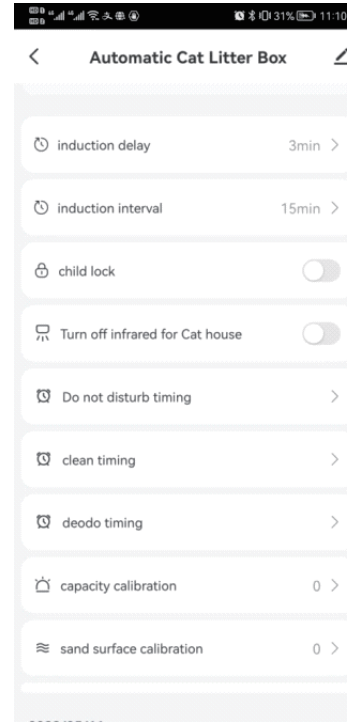 31% 11:10
Automatic Cat Litter Box
induction delay 3min
induction interval 15min
child lock
Turn off infrared for Cat house
Do not disturb timing
clean timing
deodo timing
capacity calibration 0
sand surface calibration 0